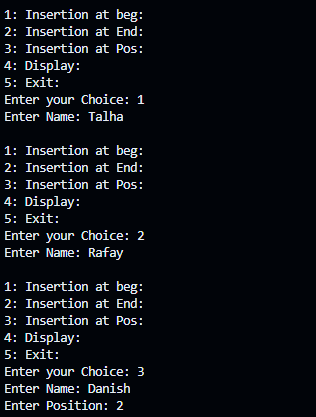 1: Insertion at beg:
2: Insertion at End:
3: Insertion at Pos:
4: Display:
5: Exit:
Enter your Choice: 1
Enter Name: Talha

1: Insertion at beg:
2: Insertion at End:
3: Insertion at Pos:
4: Display:
5: Exit:
Enter your Choice: 2
Enter Name: Rafay

1: Insertion at beg:
2: Insertion at End:
3: Insertion at Pos:
4: Display:
5: Exit:
Enter your Choice: 3
Enter Name: Danish
Enter Position: 2